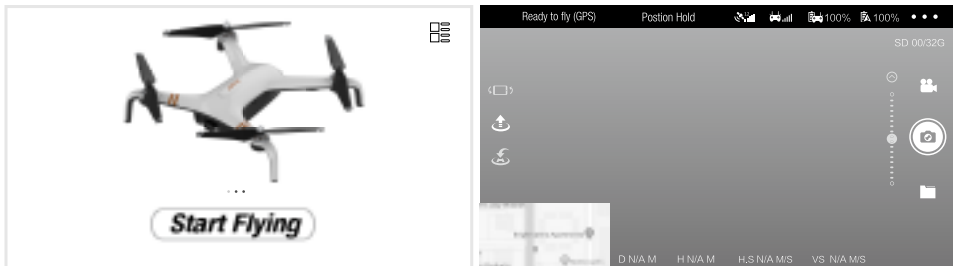 Start Flying
Ready to fly (GPS) Postion Hold 100% 100%
SD 00/32G
D N/A M H N/A M H.S N/A M/S VS N/A M/S